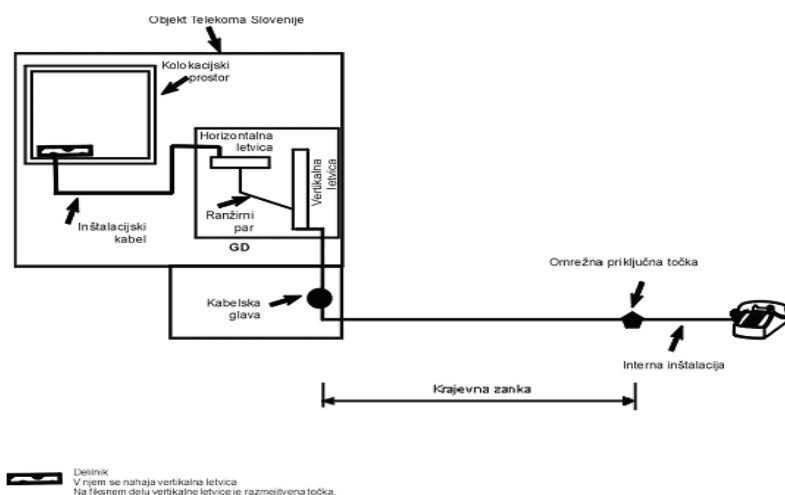 Objekt Telekoma Slovenije
Kolokacijski
prostor
Horizontalna
letvica
Vertikalna
letvica
Ranžirni
par
Inštalacijski
kabel
GD
Omrežna priključna točka
Kabelska
glava
Interna inštalacija
Krajevna zanka
Delilnik
V njem se nahaja vertikalna letvica
Na fiksnem delu vertikalne letvice je razmejitvena točka.